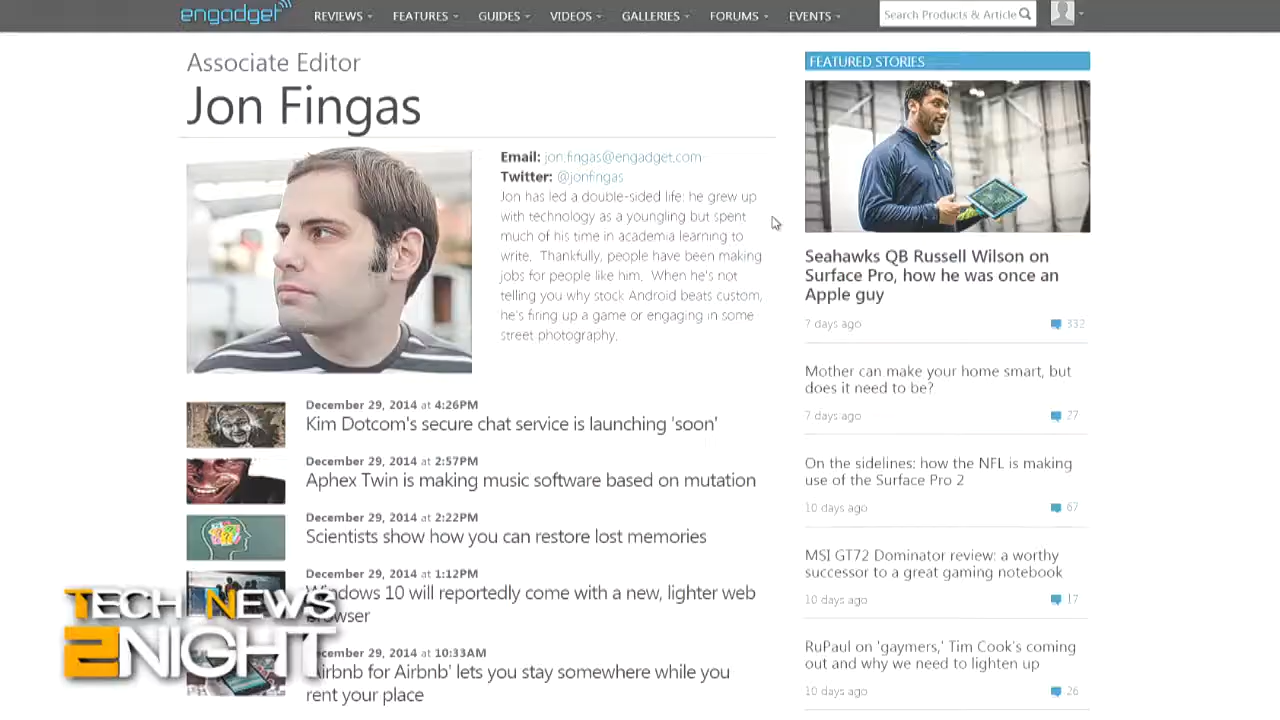 engadget
REVIEWS FEATURES GUIDES VIDEOS GALLERIES FORUMS EVENTS Search Products & Article
Associate Editor
Jon Fingas
Email: jon.fingas@engadget.com
Twitter: @jonfingas
Jon has led a double-sided life: he grew up
with technology as a youngling but spent
much of his time in academia learning to
write. Thankfully, people have been making
jobs for people like him. When he's not
telling you why stock Android beats custom,
he's firing up a game or engaging in some
street photography.
December 29, 2014 at 4:26PM
Kim Dotcom's secure chat service is launching 'soon'
December 29, 2014 at 2:57PM
Aphex Twin is making music software based on mutation
December 29, 2014 at 2:22PM
Scientists show how you can restore lost memories
December 29, 2014 at 1:12PM
Windows 10 will reportedly come with a new, lighter web
browser
December 29, 2014 at 10:33AM
'Airbnb for Airbnb' lets you stay somewhere while you
rent your place
TECH NEWS
2NIGHT
FEATURED STORIES
Seahawks QB Russell Wilson on
Surface Pro, how he was once an
Apple guy
7 days ago 332
Mother can make your home smart, but
does it need to be?
7 days ago 27
On the sidelines: how the NFL is making
use of the Surface Pro 2
10 days ago 67
MSI GT72 Dominator review: a worthy
successor to a great gaming notebook
10 days ago 17
RuPaul on 'gaymers,' Tim Cook's coming
out and why we need to lighten up
10 days ago 26